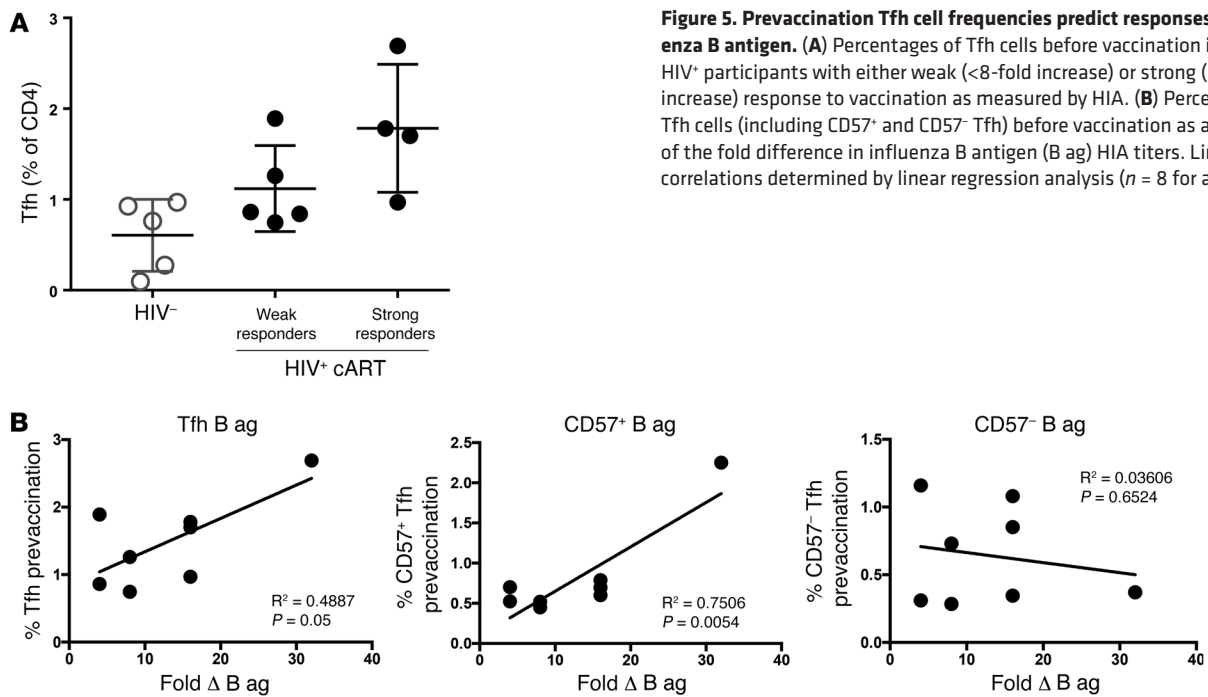 A
3
2
1
0
Tfh (% of CD4)
HIV⁻
Weak
responders
Strong
responders
HIV⁺ cART
Figure 5. Prevaccination Tfh cell frequencies predict responses
enza B antigen. (A) Percentages of Tfh cells before vaccination i
HIV⁺ participants with either weak (<8-fold increase) or strong (
increase) response to vaccination as measured by HIA. (B) Perce
Tfh cells (including CD57⁺ and CD57⁻ Tfh) before vaccination as a
of the fold difference in influenza B antigen (B ag) HIA titers. Lin
correlations determined by linear regression analysis (n = 8 for a
B
Tfh B ag
3
2
1
0
% Tfh prevaccination
R² = 0.4887
P = 0.05
0 10 20 30 40
Fold Δ B ag
CD57⁺ B ag
2.5
2.0
1.5
1.0
0.5
0.0
% CD57⁺ Tfh
prevaccination
R² = 0.7506
P = 0.0054
0 10 20 30 40
Fold Δ B ag
CD57⁻ B ag
1.5
1.0
0.5
0.0
% CD57⁻ Tfh
prevaccination
R² = 0.03606
P = 0.6524
0 10 20 30 40
Fold Δ B ag